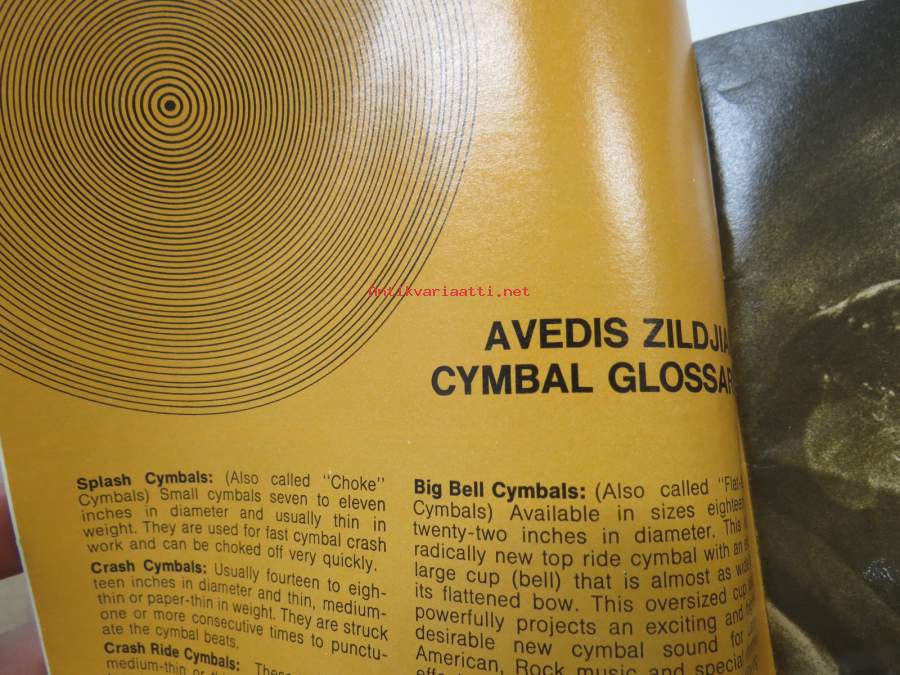 Antikvariaatti.net
AVEDIS ZILDJIA
CYMBAL GLOSSAR
Splash Cymbals: (Also called "Choke"
Cymbals) Small cymbals seven to eleven
inches in diameter and usually thin in
weight. They are used for fast cymbal crash
work and can be choked off very quickly.
Crash Cymbals: Usually fourteen to eigh-
teen inches in diameter and thin, medium-
thin or paper-thin in weight. They are struck
one or more consecutive times to punctu-
ate the cymbal beats.
Crash Ride Cymbals: These
medium-thin or
Big Bell Cymbals: (Also called "Flat-
Cymbals) Available in sizes eighteen
twenty-two inches in diameter. This
radically new top ride cymbal with an
large cup (bell) that is almost as wide
its flattened bow. This oversized cup
powerfully projects an exciting and
desirable new cymbal sound for
American, Rock music and special